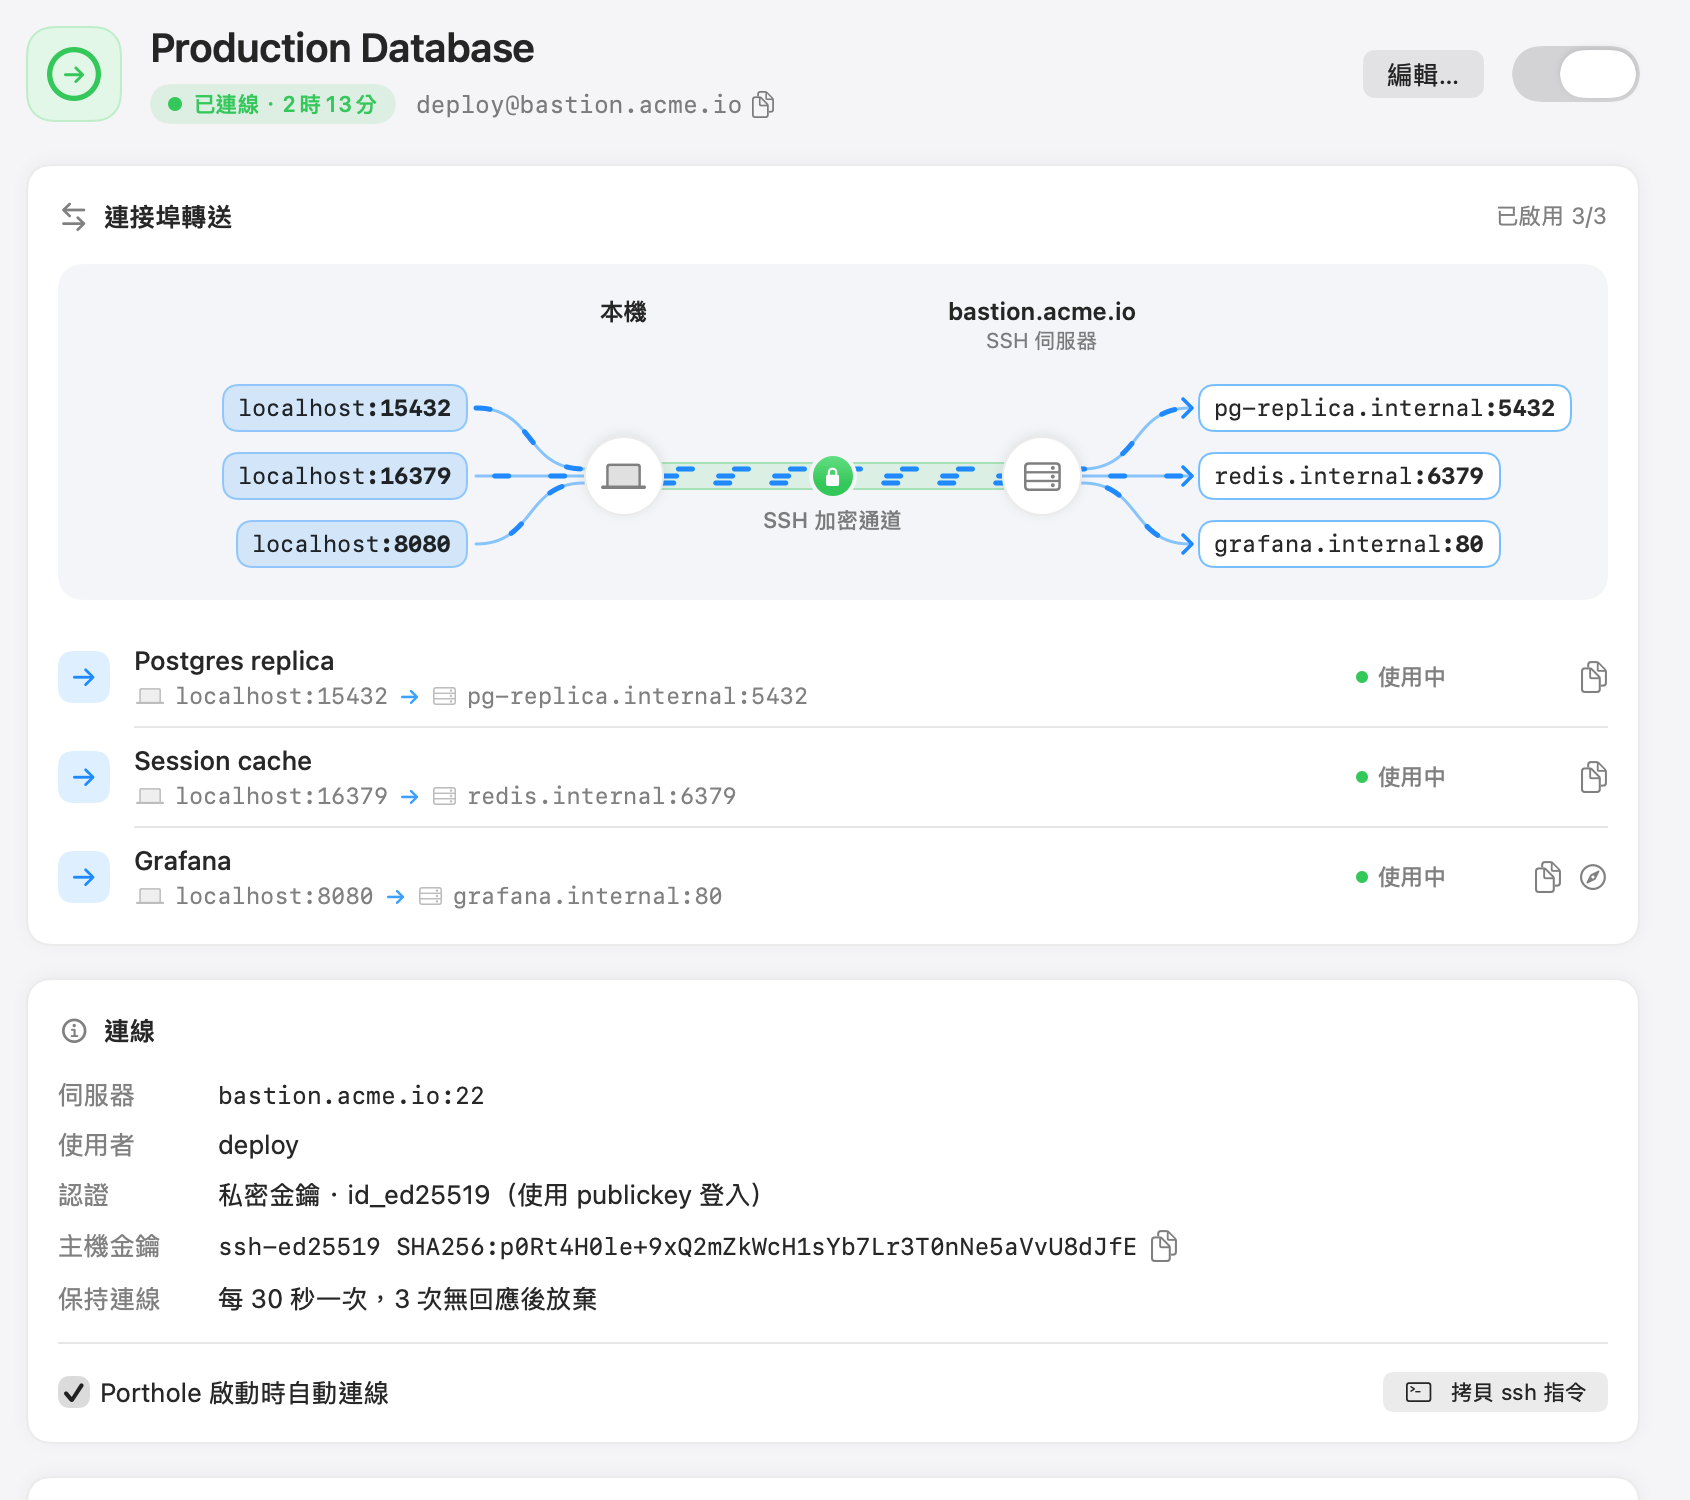 Production Database
已連線 · 2 時 13 分
deploy@bastion.acme.io
編輯...
連接埠轉送
已啟用 3/3
本機
bastion.acme.io
SSH 伺服器
localhost:15432
pg-replica.internal:5432
localhost:16379
redis.internal:6379
SSH 加密通道
localhost:8080
grafana.internal:80
Postgres replica
localhost:15432 → pg-replica.internal:5432
使用中
Session cache
localhost:16379 → redis.internal:6379
使用中
Grafana
localhost:8080 → grafana.internal:80
使用中
連線
伺服器 bastion.acme.io:22
使用者 deploy
認證 私密金鑰 · id_ed25519（使用 publickey 登入）
主機金鑰 ssh-ed25519 SHA256:p0Rt4H0le+9xQ2mZkWcH1sYb7Lr3T0nNe5aVvU8dJfE
保持連線 每 30 秒一次，3 次無回應後放棄
Porthole 啟動時自動連線
拷貝 ssh 指令